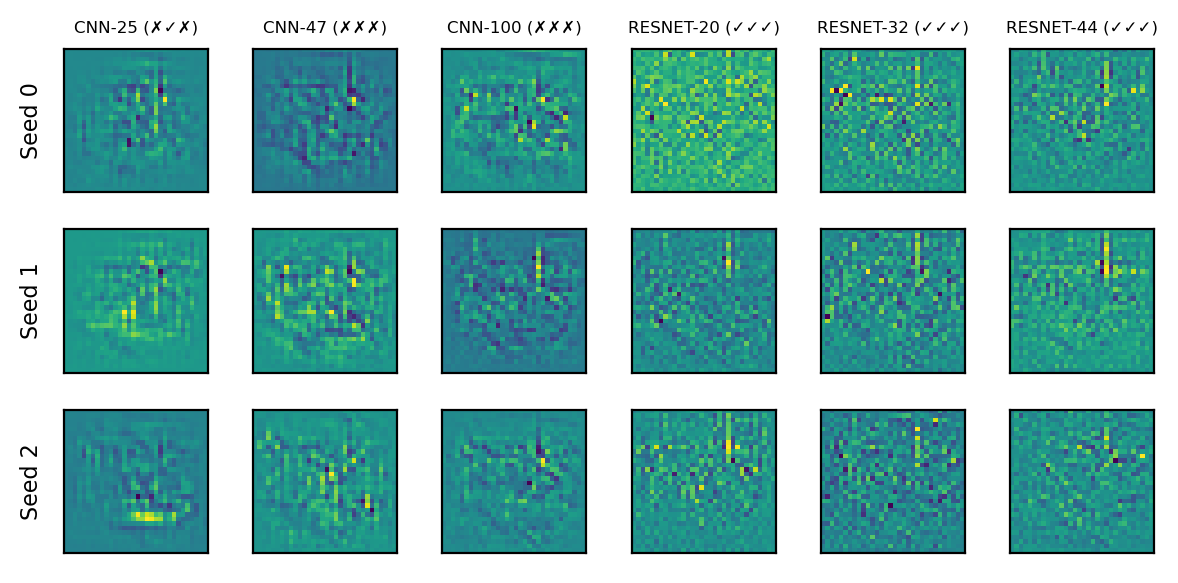 CNN-25 (✗✓✗) CNN-47 (✗✗✗) CNN-100 (✗✗✗) RESNET-20 (✓✓✓) RESNET-32 (✓✓✓) RESNET-44 (✓✓✓)
Seed 0
Seed 1
Seed 2